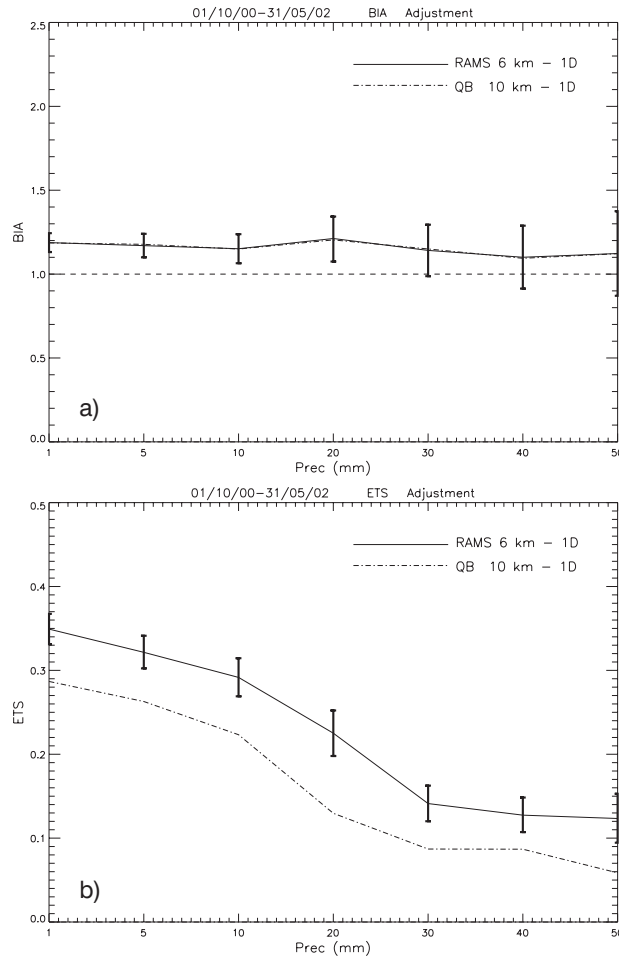 01/10/00-31/05/02 BIA Adjustment
2.5
2.0
1.5
1.0
0.5
0.0
BIA
RAMS 6 km - 1D
QB 10 km - 1D
a)
1 5 10 20 30 40 50
Prec (mm)
01/10/00-31/05/02 ETS Adjustment
0.5
0.4
0.3
0.2
0.1
0.0
ETS
RAMS 6 km - 1D
QB 10 km - 1D
b)
1 5 10 20 30 40 50
Prec (mm)